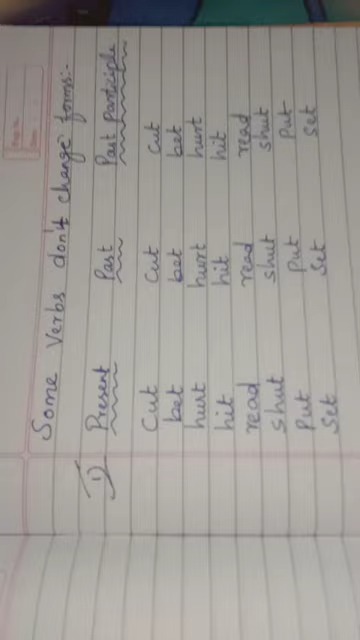 Some Verbs don't change forms:-
1) Present Past Past Participle
Cut Cut Cut
bet bet bet
hurt hurt hurt
hit hit hit
read read read
shut shut shut
Put Put Put
Set Set Set